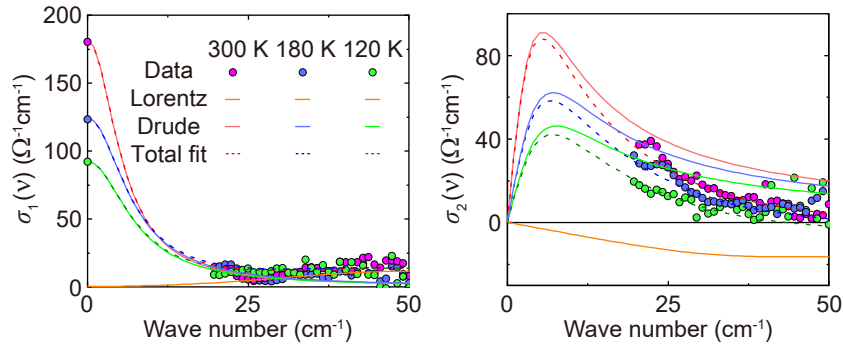 200
150
100
50
0
σ₁(ν) (Ω⁻¹cm⁻¹)
300 K 180 K 120 K
Data
Lorentz
Drude
Total fit
0 25 50
Wave number (cm⁻¹)
80
40
0
σ₂(ν) (Ω⁻¹cm⁻¹)
0 25 50
Wave number (cm⁻¹)